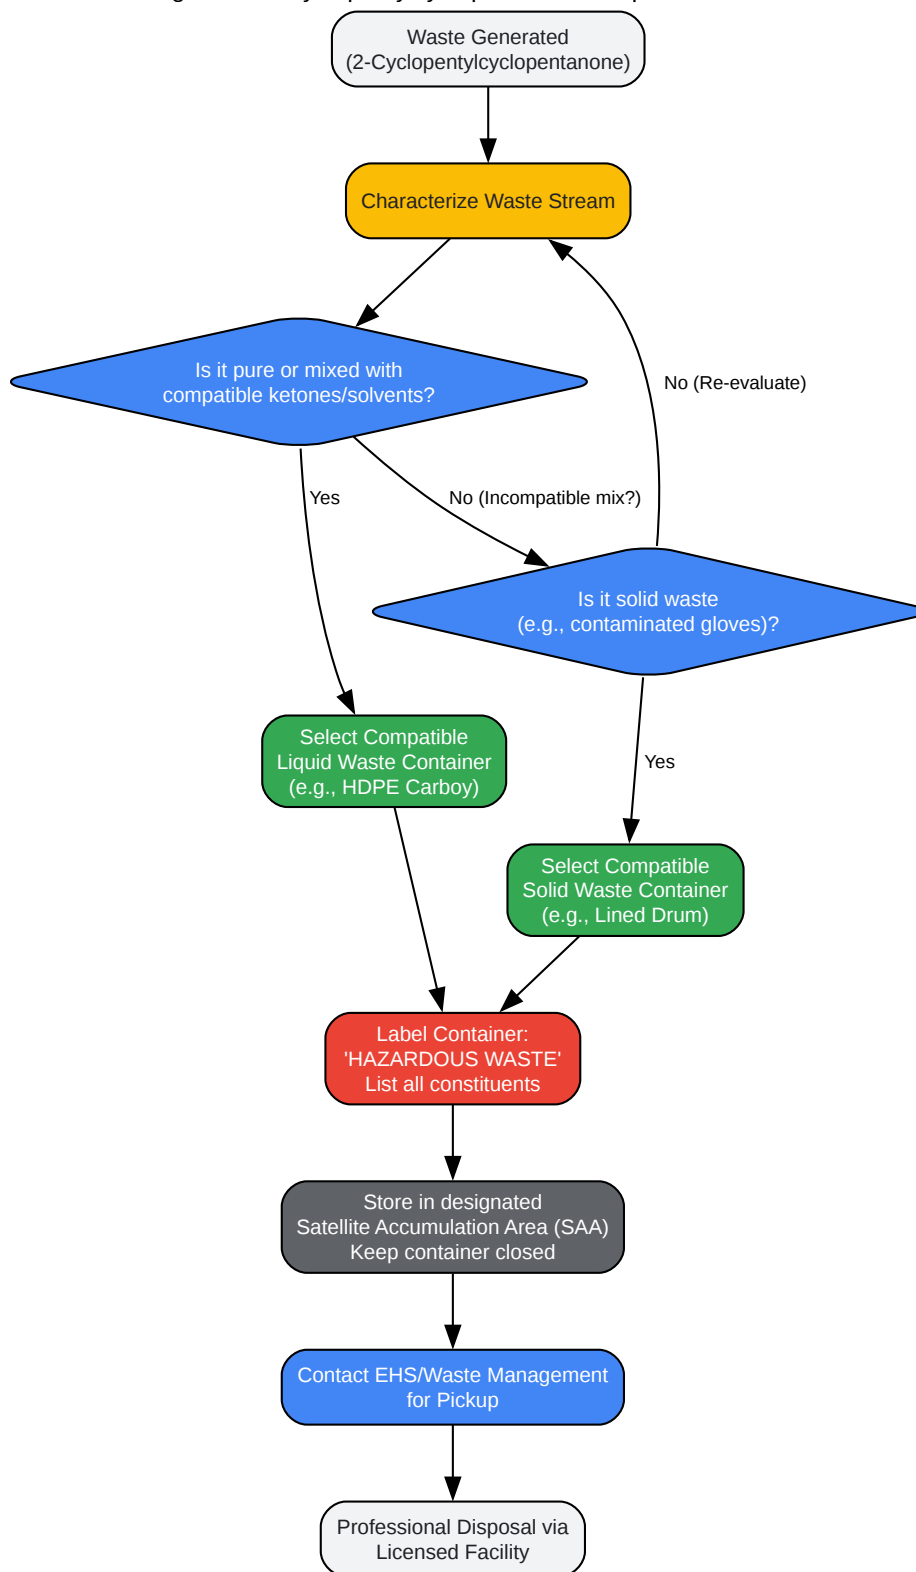 Waste Generated
(2-Cyclopentylcyclopentanone)
Characterize Waste Stream
Is it pure or mixed with
compatible ketones/solvents?
No (Re-evaluate)
Yes
No (Incompatible mix?)
Is it solid waste
(e.g., contaminated gloves)?
Select Compatible
Liquid Waste Container
(e.g., HDPE Carboy)
Yes
Select Compatible
Solid Waste Container
(e.g., Lined Drum)
Label Container:
'HAZARDOUS WASTE'
List all constituents
Store in designated
Satellite Accumulation Area (SAA)
Keep container closed
Contact EHS/Waste Management
for Pickup
Professional Disposal via
Licensed Facility